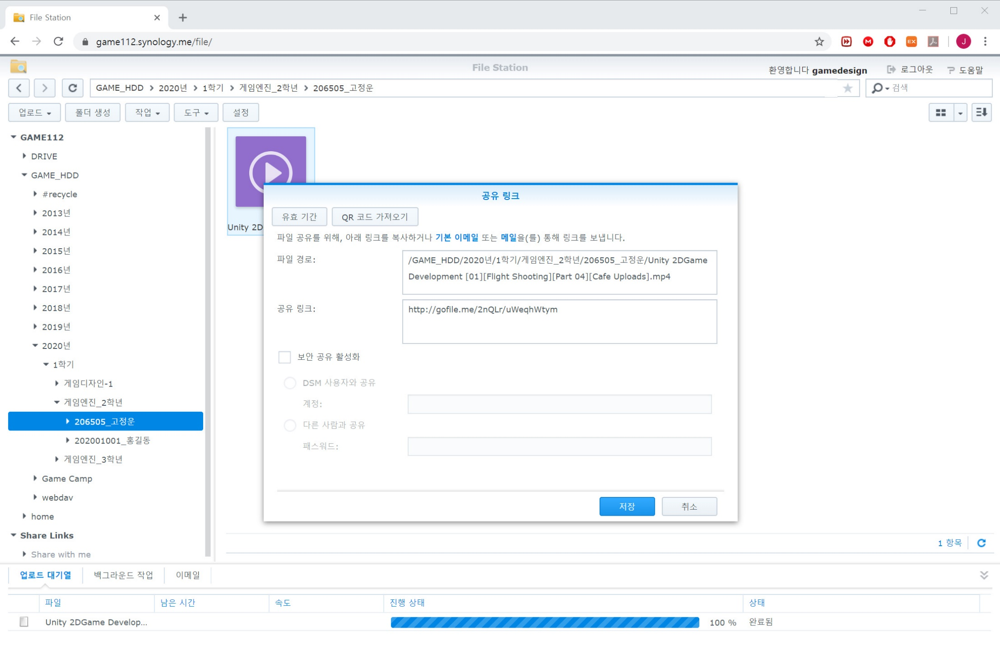 File Station
game112.synology.me/file/
EX
J
File Station
환영합니다 gamedesign
로그아웃
도움말
GAME_HDD > 2020년 > 1학기 > 게임엔진_2학년 > 206505_고정운
검색
업로드
폴더 생성
작업
도구
설정
GAME112
DRIVE
GAME_HDD
#recycle
2013년
2014년
2015년
2016년
2017년
2018년
2019년
2020년
1학기
게임디자인-1
게임엔진_2학년
206505_고정운
202001001_홍길동
게임엔진_3학년
Game Camp
webdav
home
Share Links
Share with me
Unity 2D
공유 링크
유효 기간
QR 코드 가져오기
파일 공유를 위해, 아래 링크를 복사하거나 기본 이메일 또는 메일을(를) 통해 링크를 보냅니다.
파일 경로:
/GAME_HDD/2020년/1학기/게임엔진_2학년/206505_고정운/Unity 2DGame
Development [01][Flight Shooting][Part 04][Cafe Uploads].mp4
공유 링크:
http://gofile.me/2nQLr/uWeqhWtym
보안 공유 활성화
DSM 사용자와 공유
계정:
다른 사람과 공유
패스워드:
저장
취소
1 항목
업로드 대기열
백그라운드 작업
이메일
파일
남은 시간
속도
진행 상태
상태
Unity 2DGame Develop...
100 %
완료됨